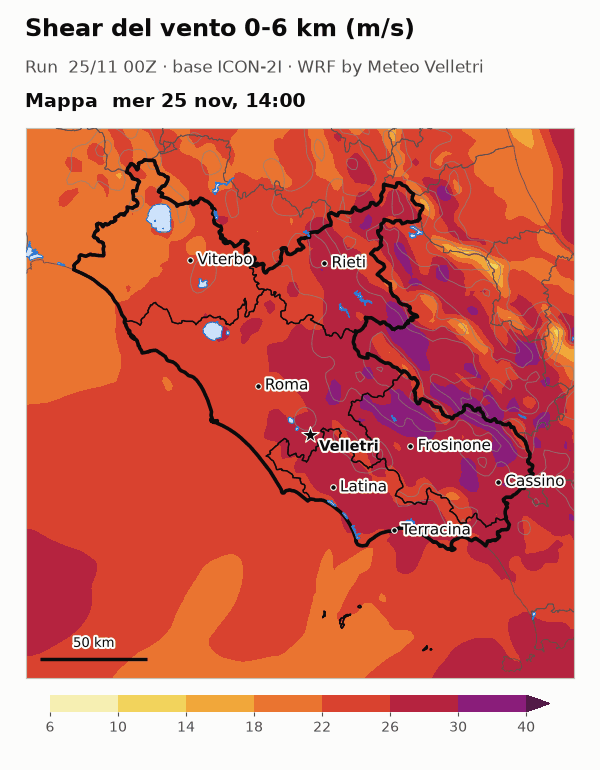 Shear del vento 0-6 km (m/s)
Run  25/11 00Z · base ICON-2I · WRF by Meteo Velletri
Mappa  mer 25 nov, 14:00
Viterbo
Rieti
Roma
Velletri
Frosinone
Latina
Cassino
Terracina
50 km
6 10 14 18 22 26 30 40